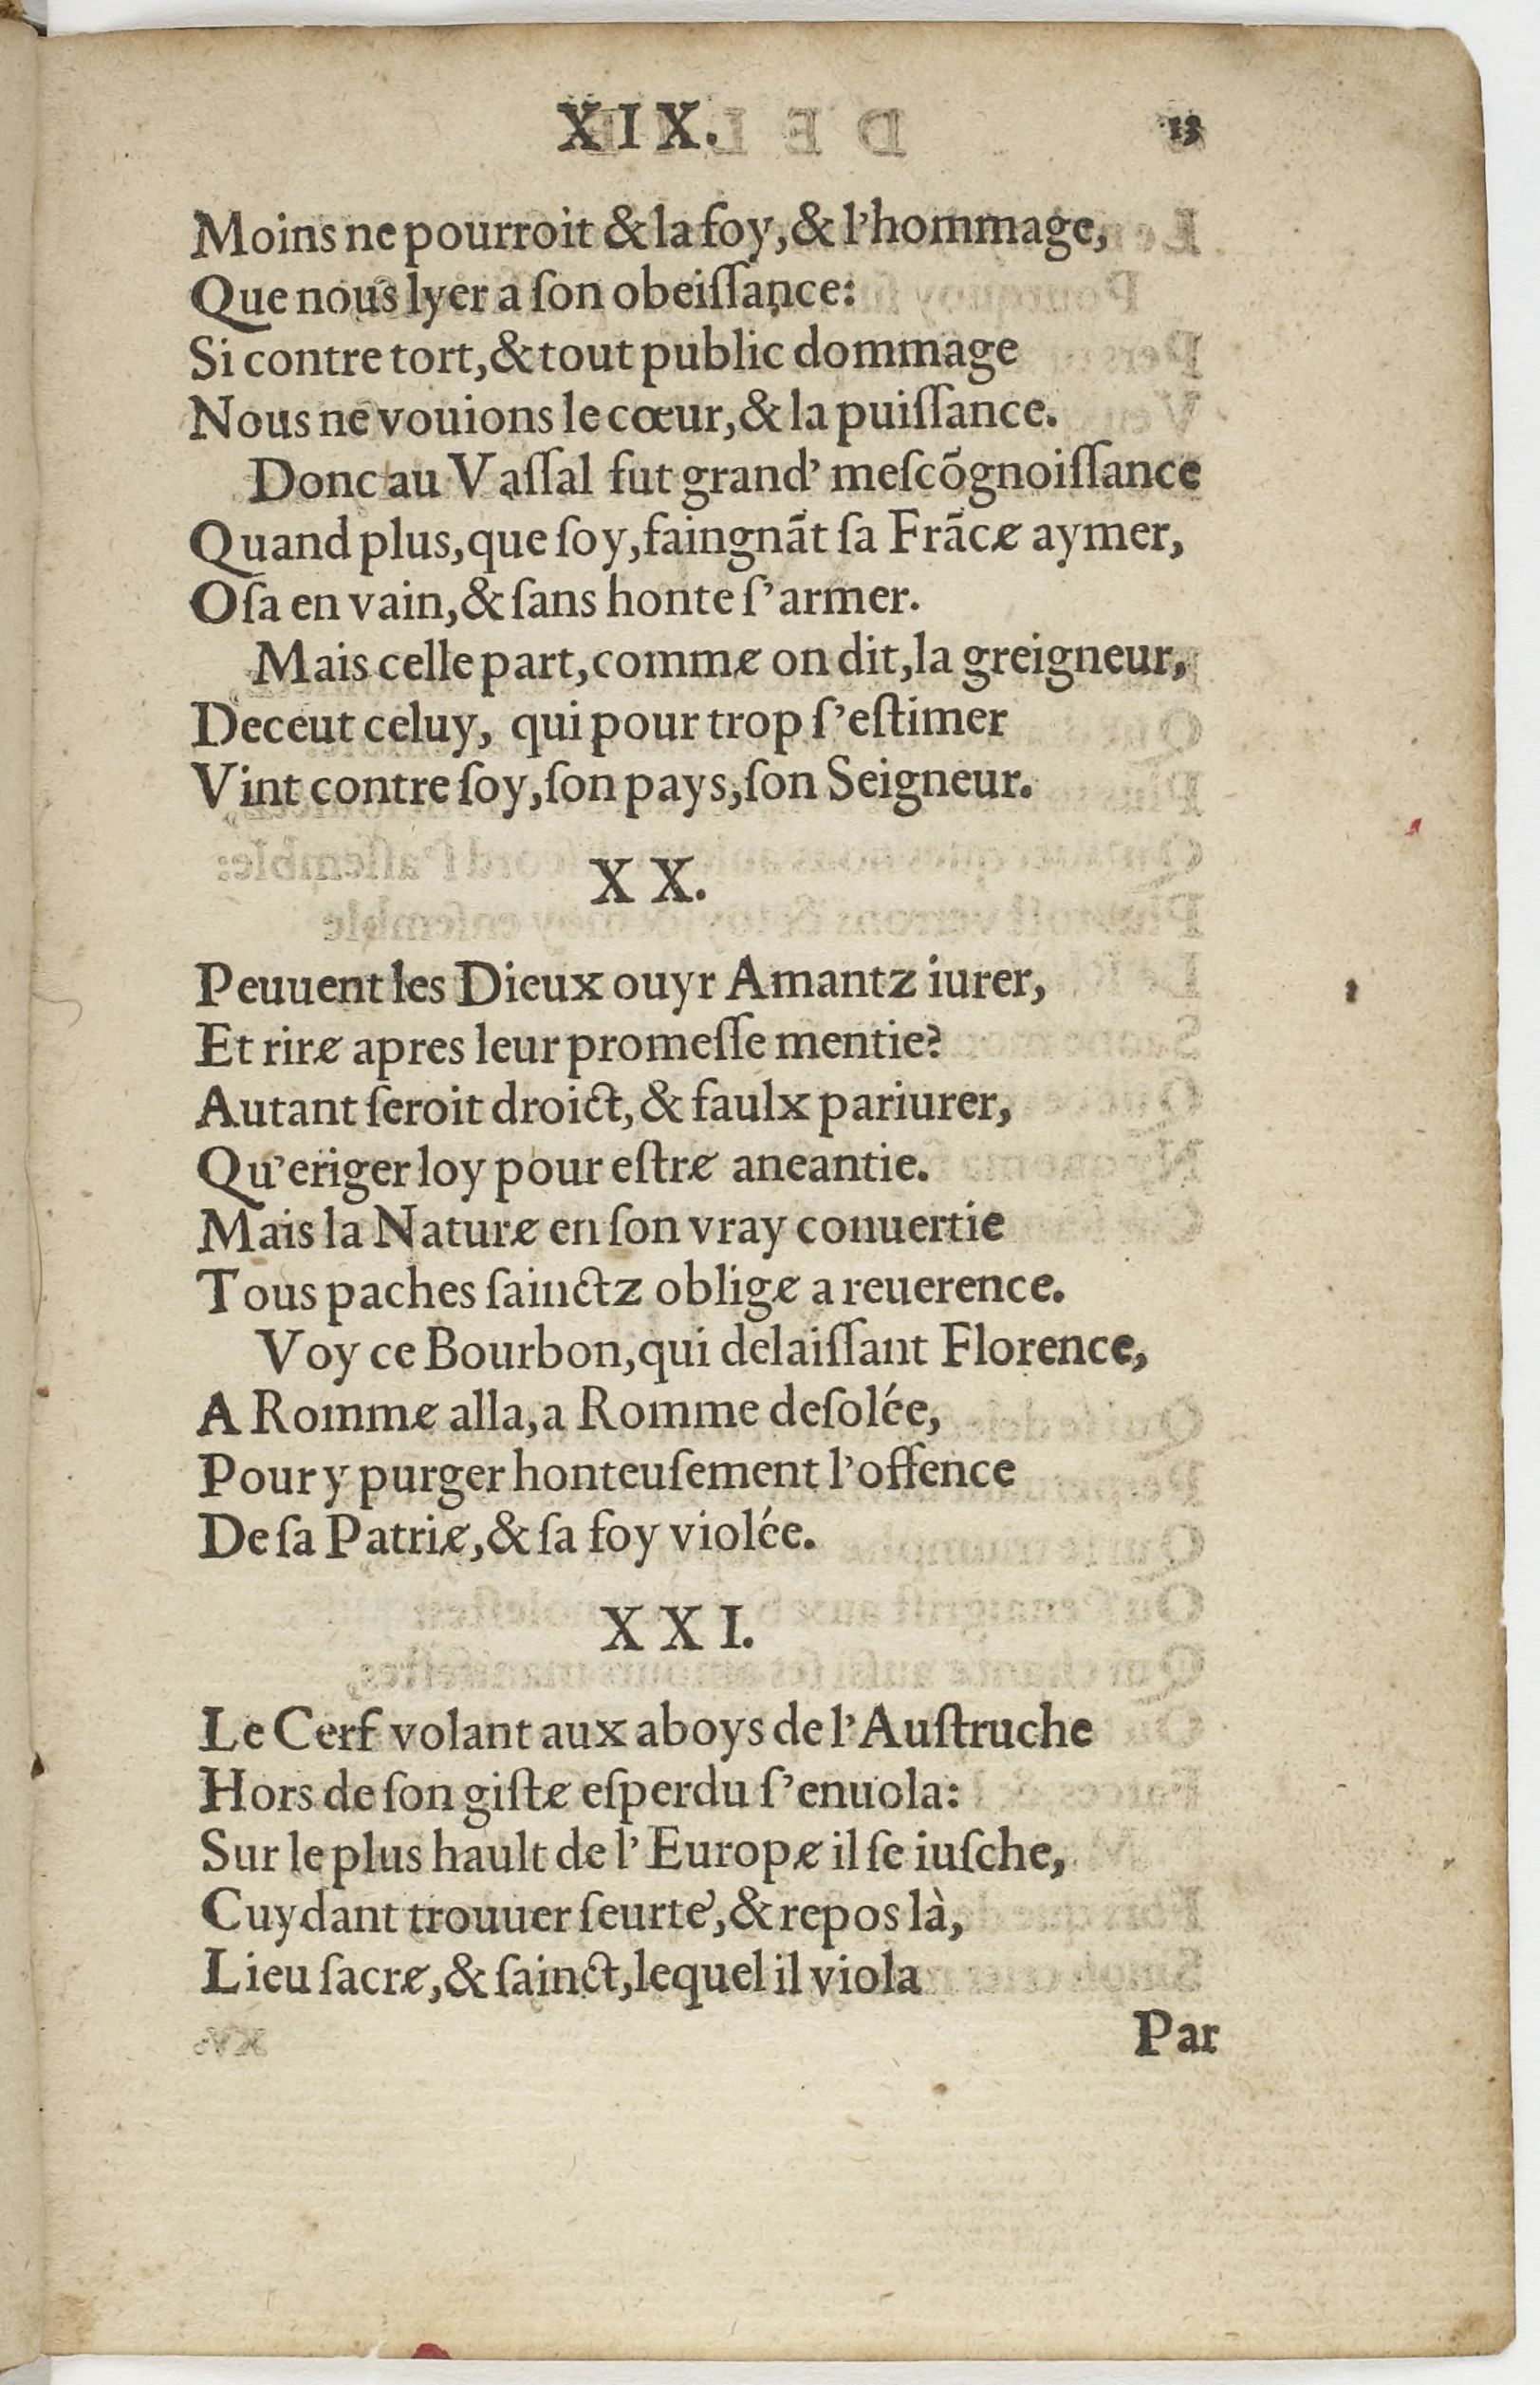 XIX. 13
Moins ne pourroit & la foy, & l'hommage,
Que nous lyer a ſon obeiſſance:
Si contre tort, & tout public dommage
Nous ne vouions le cœur, & la puiſſance.
Donc au Vaſſal fut grand' meſcõgnoiſſance
Quand plus, que ſoy, faingnãt ſa Frãce aymer,
Oſa en vain, & ſans honte ſ'armer.
Mais celle part, comme on dit, la greigneur,
Deceut celuy, qui pour trop ſ'eſtimer
Vint contre ſoy, ſon pays, ſon Seigneur.
XX.
Peuuent les Dieux ouyr Amantz iurer,
Et rire apres leur promeſſe mentie?
Autant ſeroit droict, & faulx pariurer,
Qu'eriger loy pour eſtre aneantie.
Mais la Nature en ſon vray conuertie
Tous paches ſainctz oblige a reuerence.
Voy ce Bourbon, qui delaiſſant Florence,
A Romme alla, a Romme deſolée,
Pour y purger honteuſement l'offence
De ſa Patrie, & ſa foy violée.
XXI.
Le Cerf volant aux aboys de l'Auſtruche
Hors de ſon giſte eſperdu ſ'enuola:
Sur le plus hault de l'Europe il ſe iuſche,
Cuydant trouuer ſeurté, & repos là,
Lieu ſacre, & ſainct, lequel il viola
Par